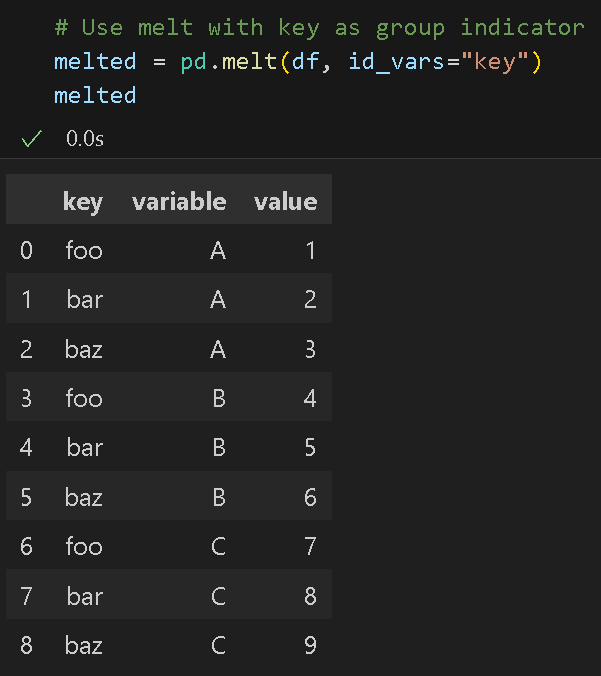 # Use melt with key as group indicator
melted = pd.melt(df, id_vars="key")
melted
0.0s
key variable value
0 foo A 1
1 bar A 2
2 baz A 3
3 foo B 4
4 bar B 5
5 baz B 6
6 foo C 7
7 bar C 8
8 baz C 9